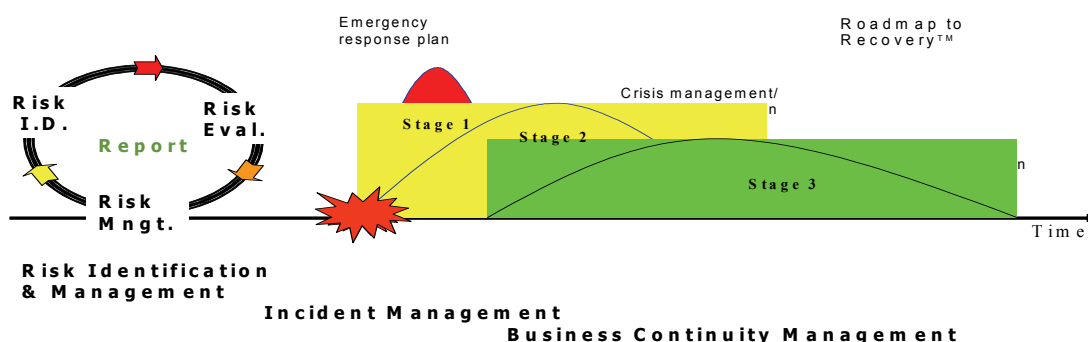 Emergency
response plan
Roadmap to
Recovery™
Risk
I.D.
Risk
Eval.
Report
Risk
Mngt.
Crisis management/
n
Stage 1
Stage 2
n
Stage 3
Time
Risk Identification
& Management
Incident Management
Business Continuity Management